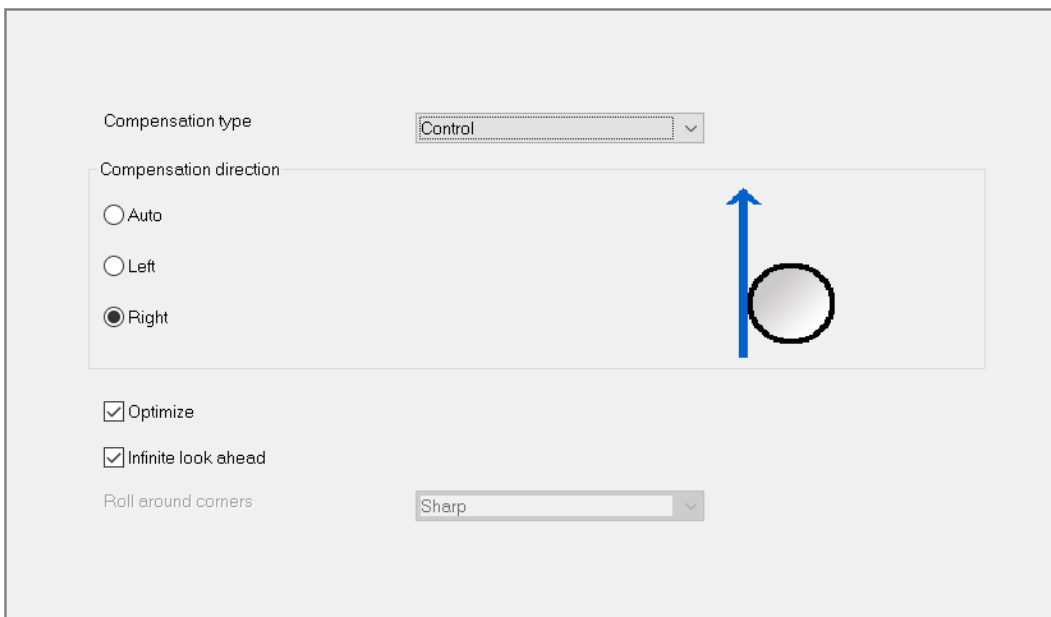 Compensation type
Control
Compensation direction
Auto
Left
Right
Optimize
Infinite look ahead
Roll around corners
Sharp